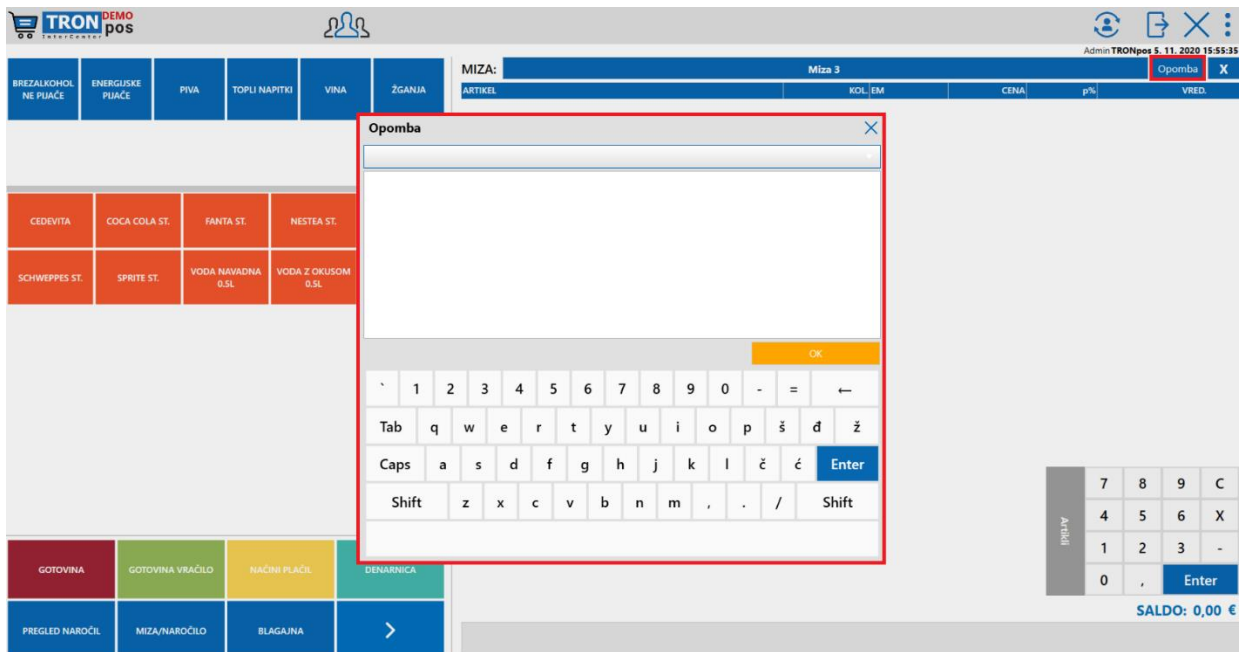 TRON DEMO
InterCenter pos
Admin TRONpos 5. 11. 2020 15:55:35
BREZALKOHOL
NE PIJAČE
ENERGIJSKE
PIJAČE
PIVA
TOPLI NAPITKI
VINA
ŽGANJA
MIZA:
Miza 3
Opomba
X
ARTIKEL
KOL.
EM
CENA
p%
VRED.
Opomba
CEDEVITA
COCA COLA ST.
FANTA ST.
NESTEA ST.
SCHWEPPES ST.
SPRITE ST.
VODA NAVADNA
0.5L
VODA Z OKUSOM
0.5L
OK
` 1 2 3 4 5 6 7 8 9 0 - = ←
Tab q w e r t y u i o p š đ ž
Caps a s d f g h j k l č ć Enter
Shift z x c v b n m , . / Shift
Artikli
7 8 9 C
4 5 6 X
1 2 3 -
0 , Enter
GOTOVINA
GOTOVINA VRAČILO
NAČINI PLAČIL
DENARNICA
PREGLED NAROČIL
MIZA/NAROČILO
BLAGAJNA
SALDO: 0,00 €